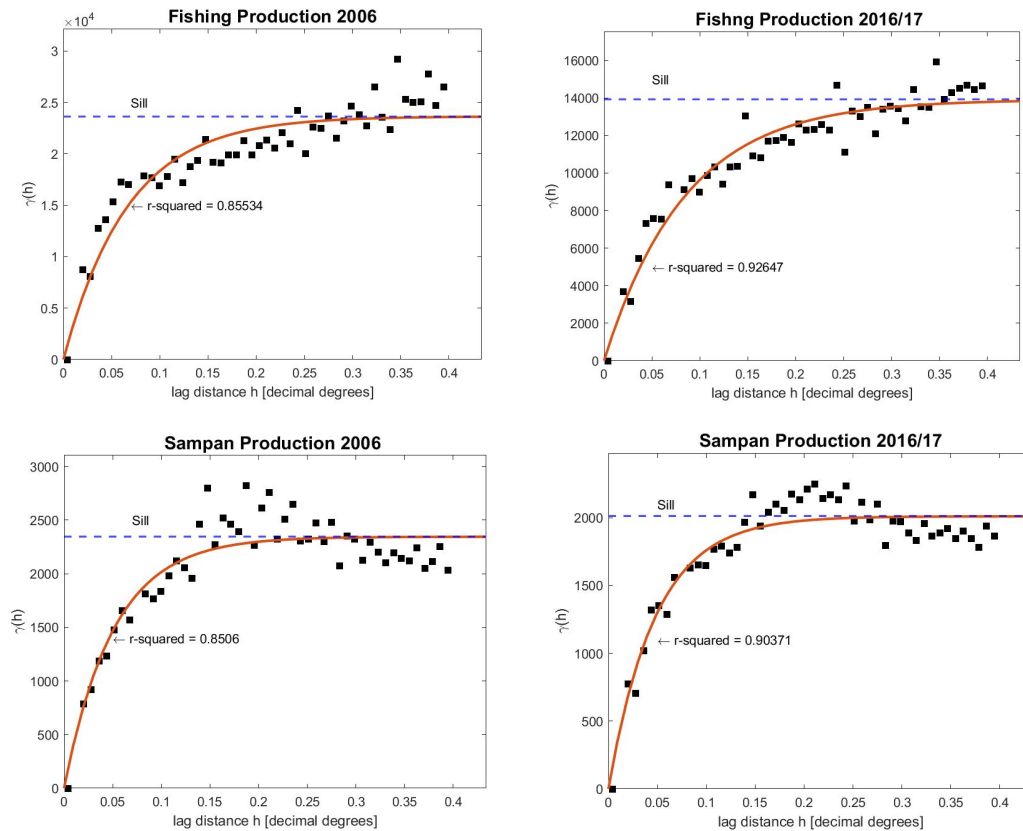 Fishing Production 2006
×10⁴
3
2.5
2
1.5
1
0.5
0
γ(h)
Sill
← r-squared = 0.85534
0 0.05 0.1 0.15 0.2 0.25 0.3 0.35 0.4
lag distance h [decimal degrees]
Fishng Production 2016/17
16000
14000
12000
10000
8000
6000
4000
2000
0
γ(h)
Sill
← r-squared = 0.92647
0 0.05 0.1 0.15 0.2 0.25 0.3 0.35 0.4
lag distance h [decimal degrees]
Sampan Production 2006
3000
2500
2000
1500
1000
500
0
γ(h)
Sill
← r-squared = 0.8506
0 0.05 0.1 0.15 0.2 0.25 0.3 0.35 0.4
lag distance h [decimal degrees]
Sampan Production 2016/17
2000
1500
1000
500
0
γ(h)
Sill
← r-squared = 0.90371
0 0.05 0.1 0.15 0.2 0.25 0.3 0.35 0.4
lag distance h [decimal degrees]